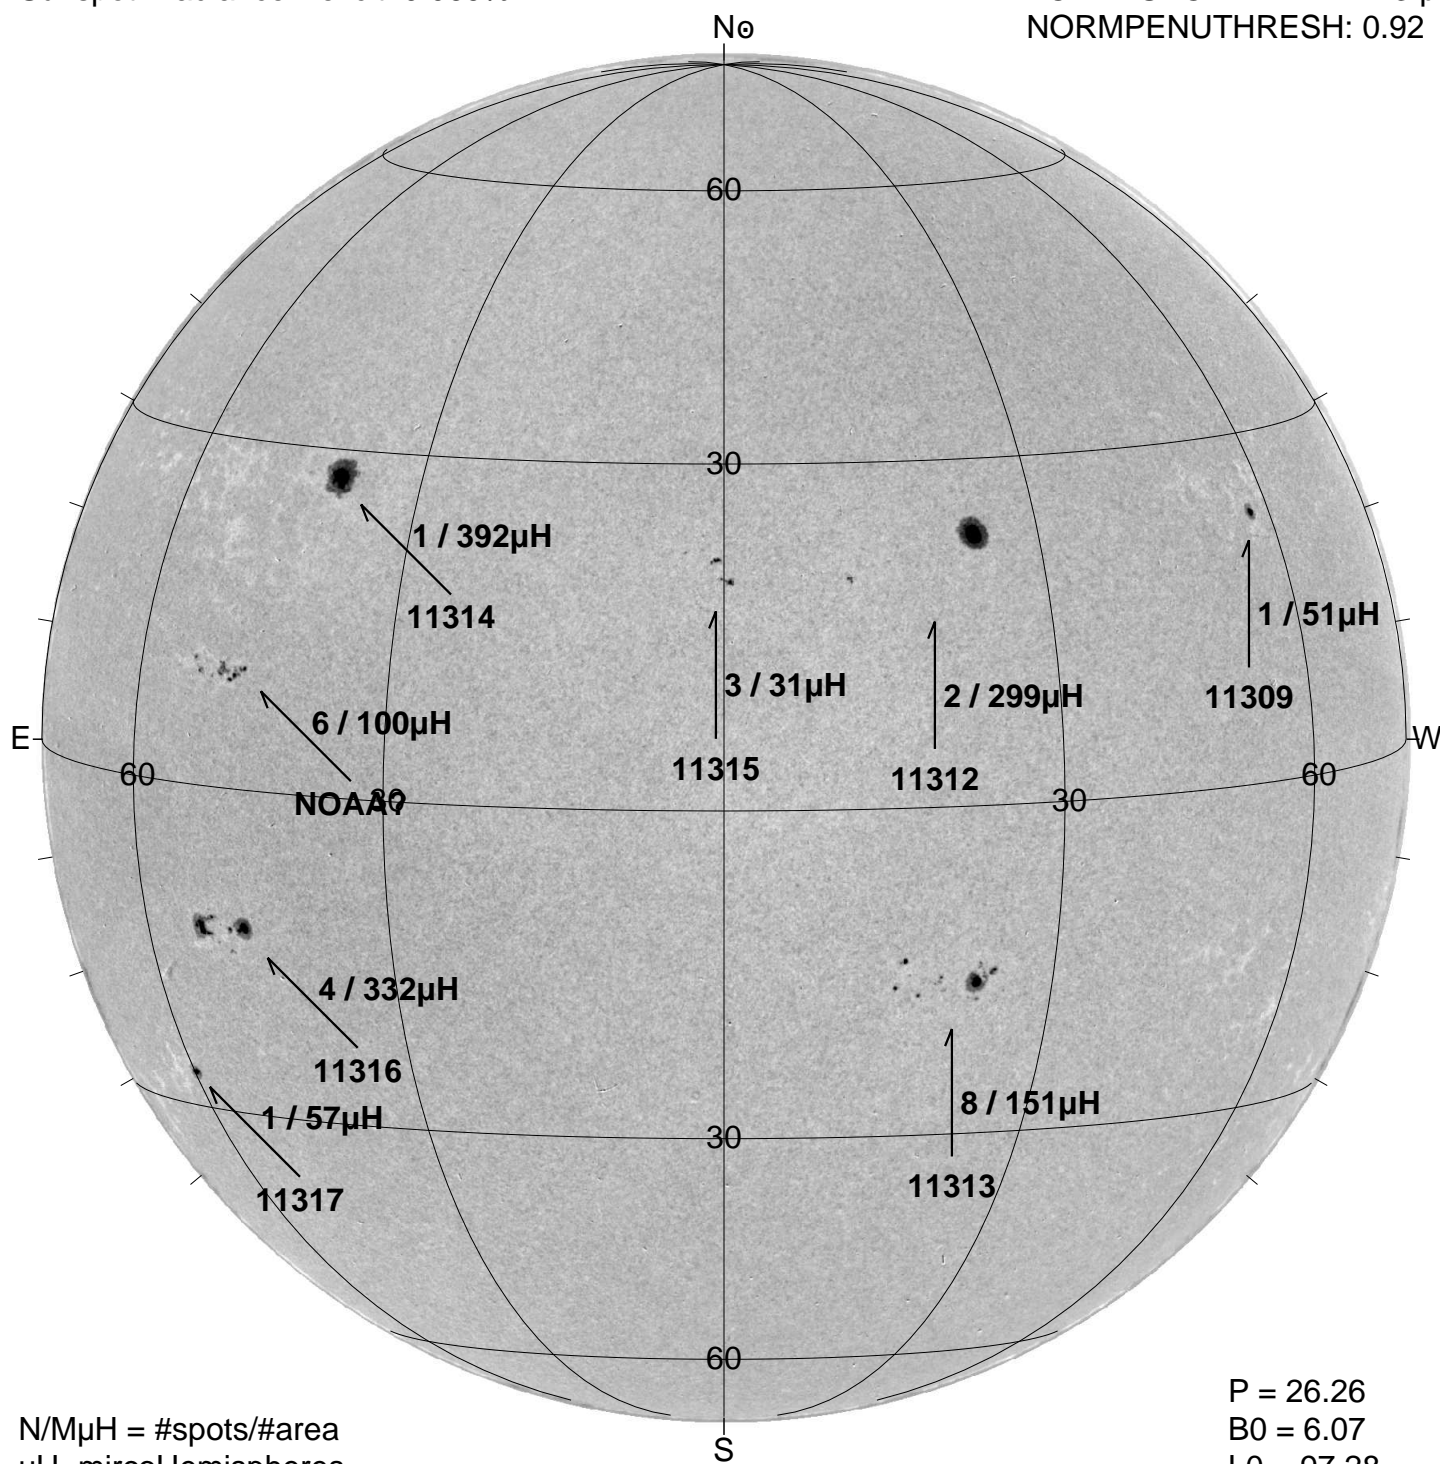 N
NORMPENUTHRESH: 0.92
60
30
1 / 392µH
11314
1 / 51µH
11309
3 / 31µH
11315
2 / 299µH
11312
6 / 100µH
NOAA?
E
W
60
30
30
60
4 / 332µH
11316
1 / 57µH
11317
30
8 / 151µH
11313
60
P = 26.26
N/MµH = #spots/#area
B0 = 6.07
S